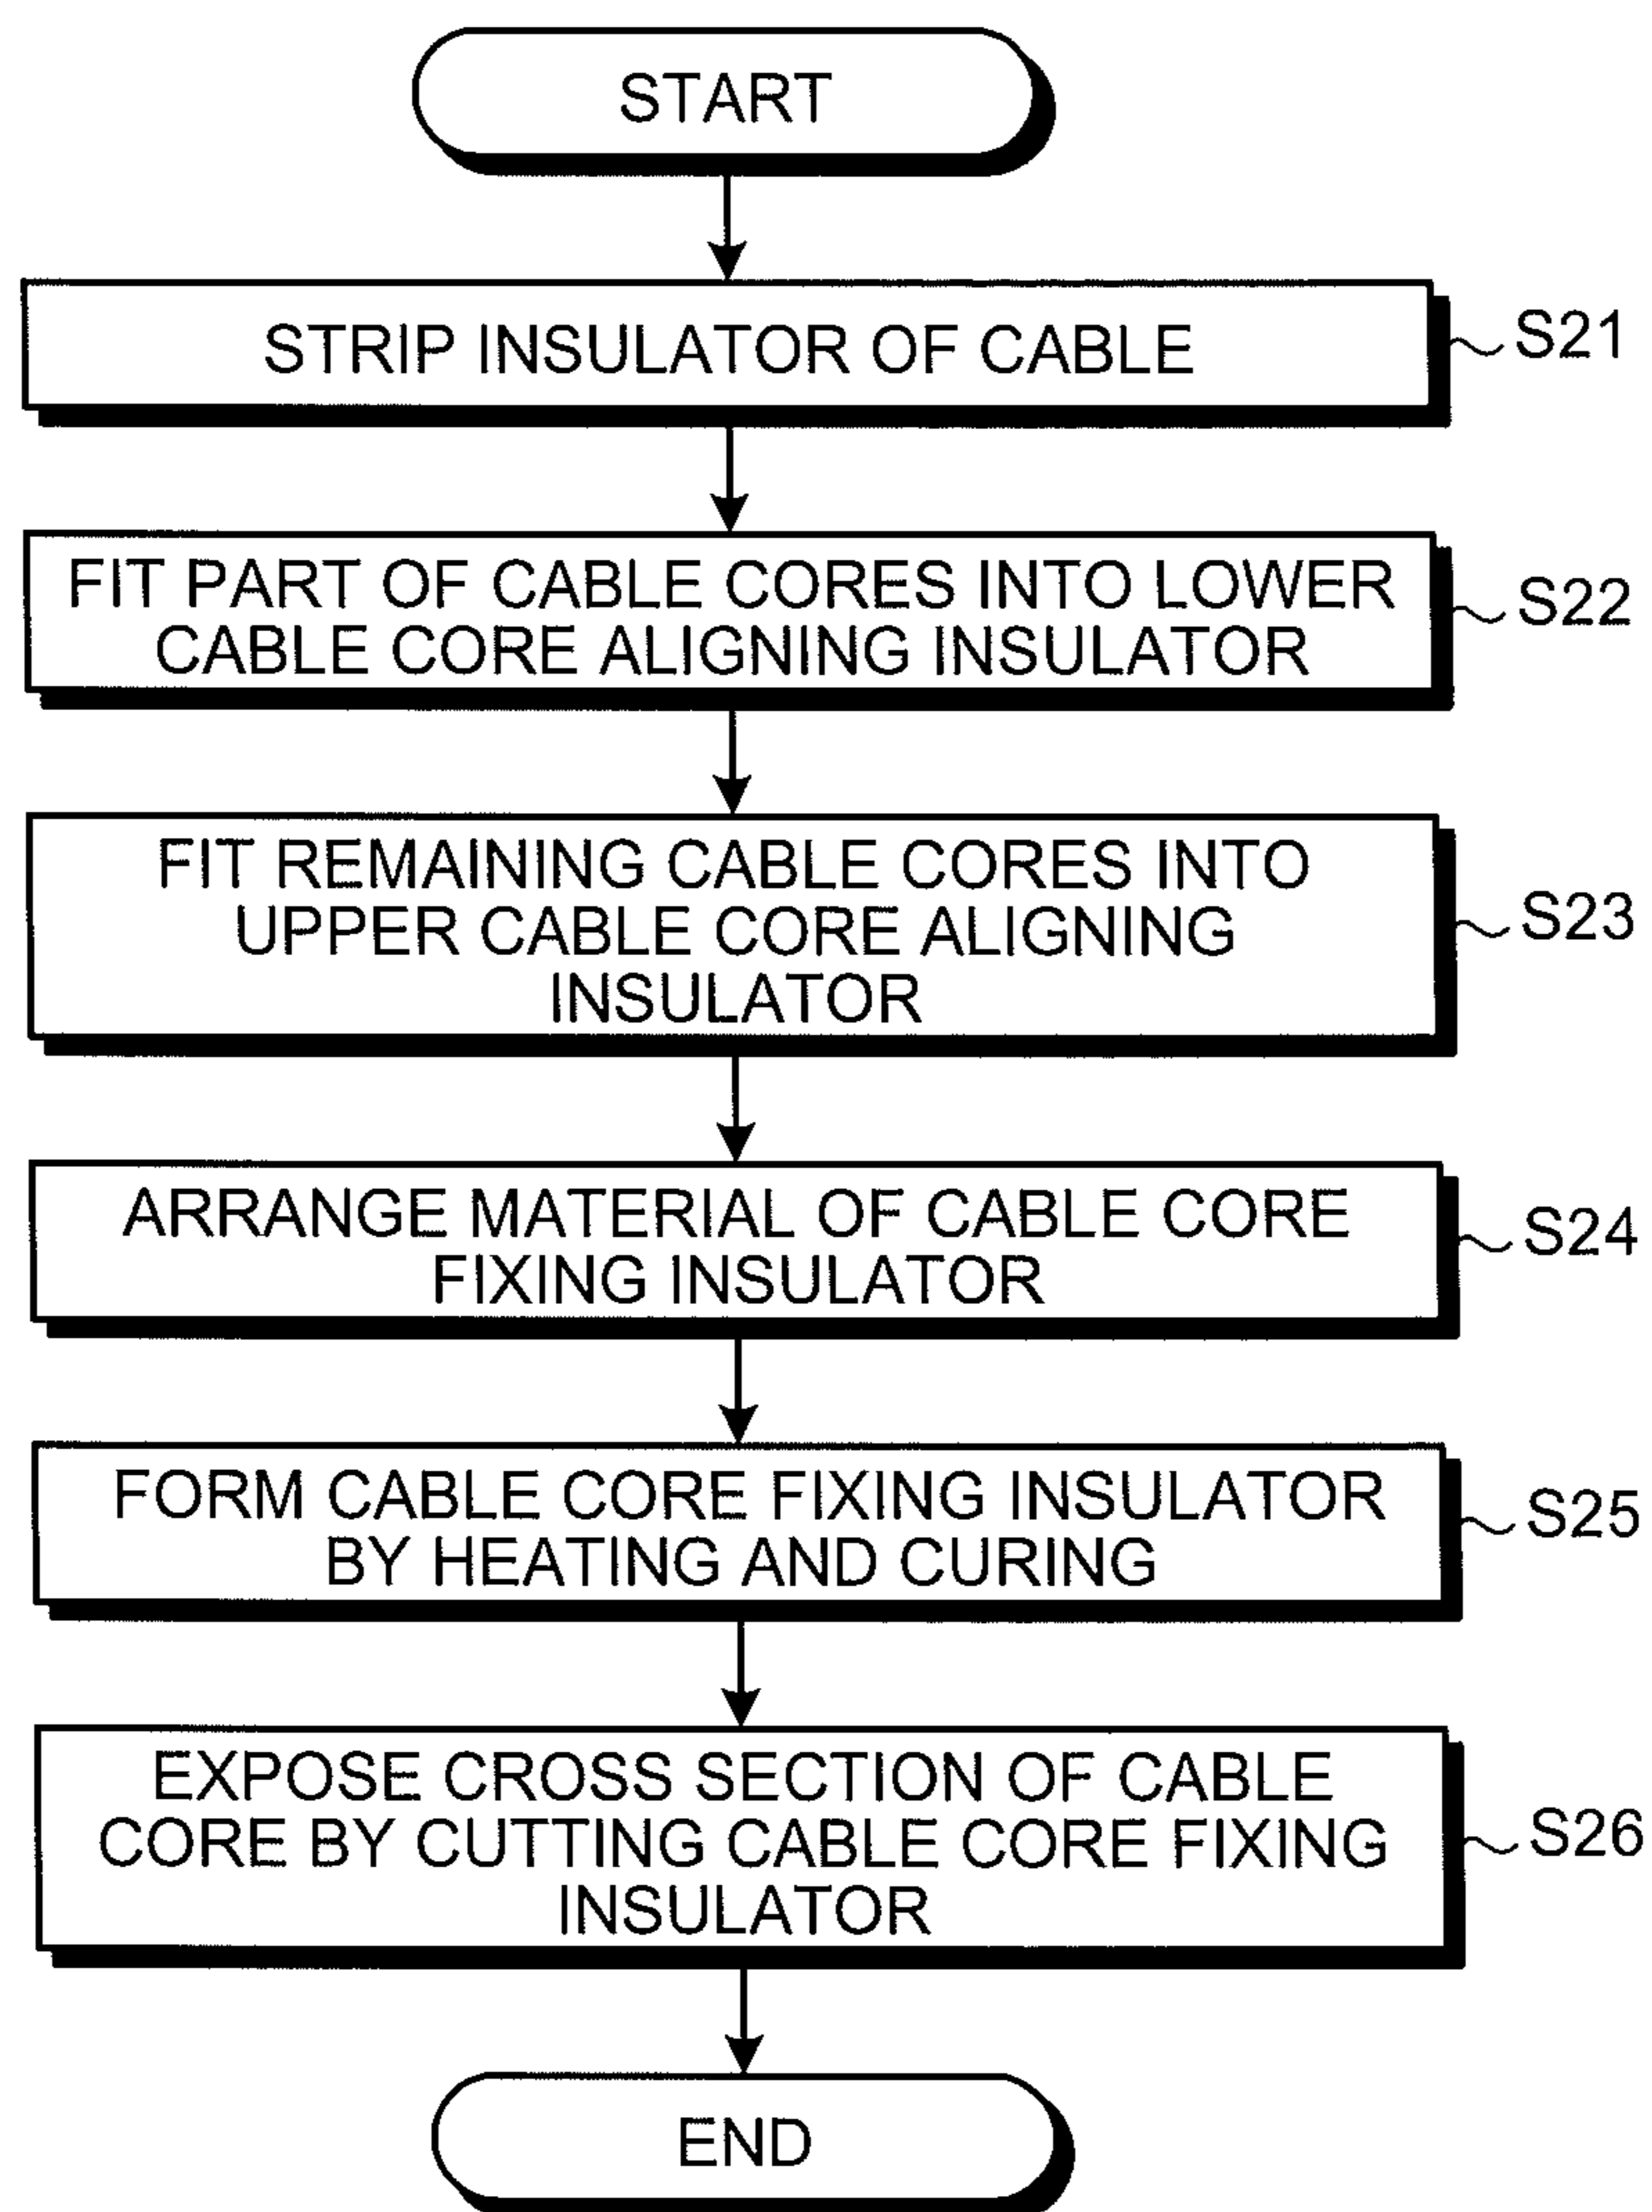 START
STRIP INSULATOR OF CABLE
S21
FIT PART OF CABLE CORES INTO LOWER
CABLE CORE ALIGNING INSULATOR
S22
FIT REMAINING CABLE CORES INTO
UPPER CABLE CORE ALIGNING
INSULATOR
S23
ARRANGE MATERIAL OF CABLE CORE
FIXING INSULATOR
S24
FORM CABLE CORE FIXING INSULATOR
BY HEATING AND CURING
S25
EXPOSE CROSS SECTION OF CABLE
CORE BY CUTTING CABLE CORE FIXING
INSULATOR
S26
END